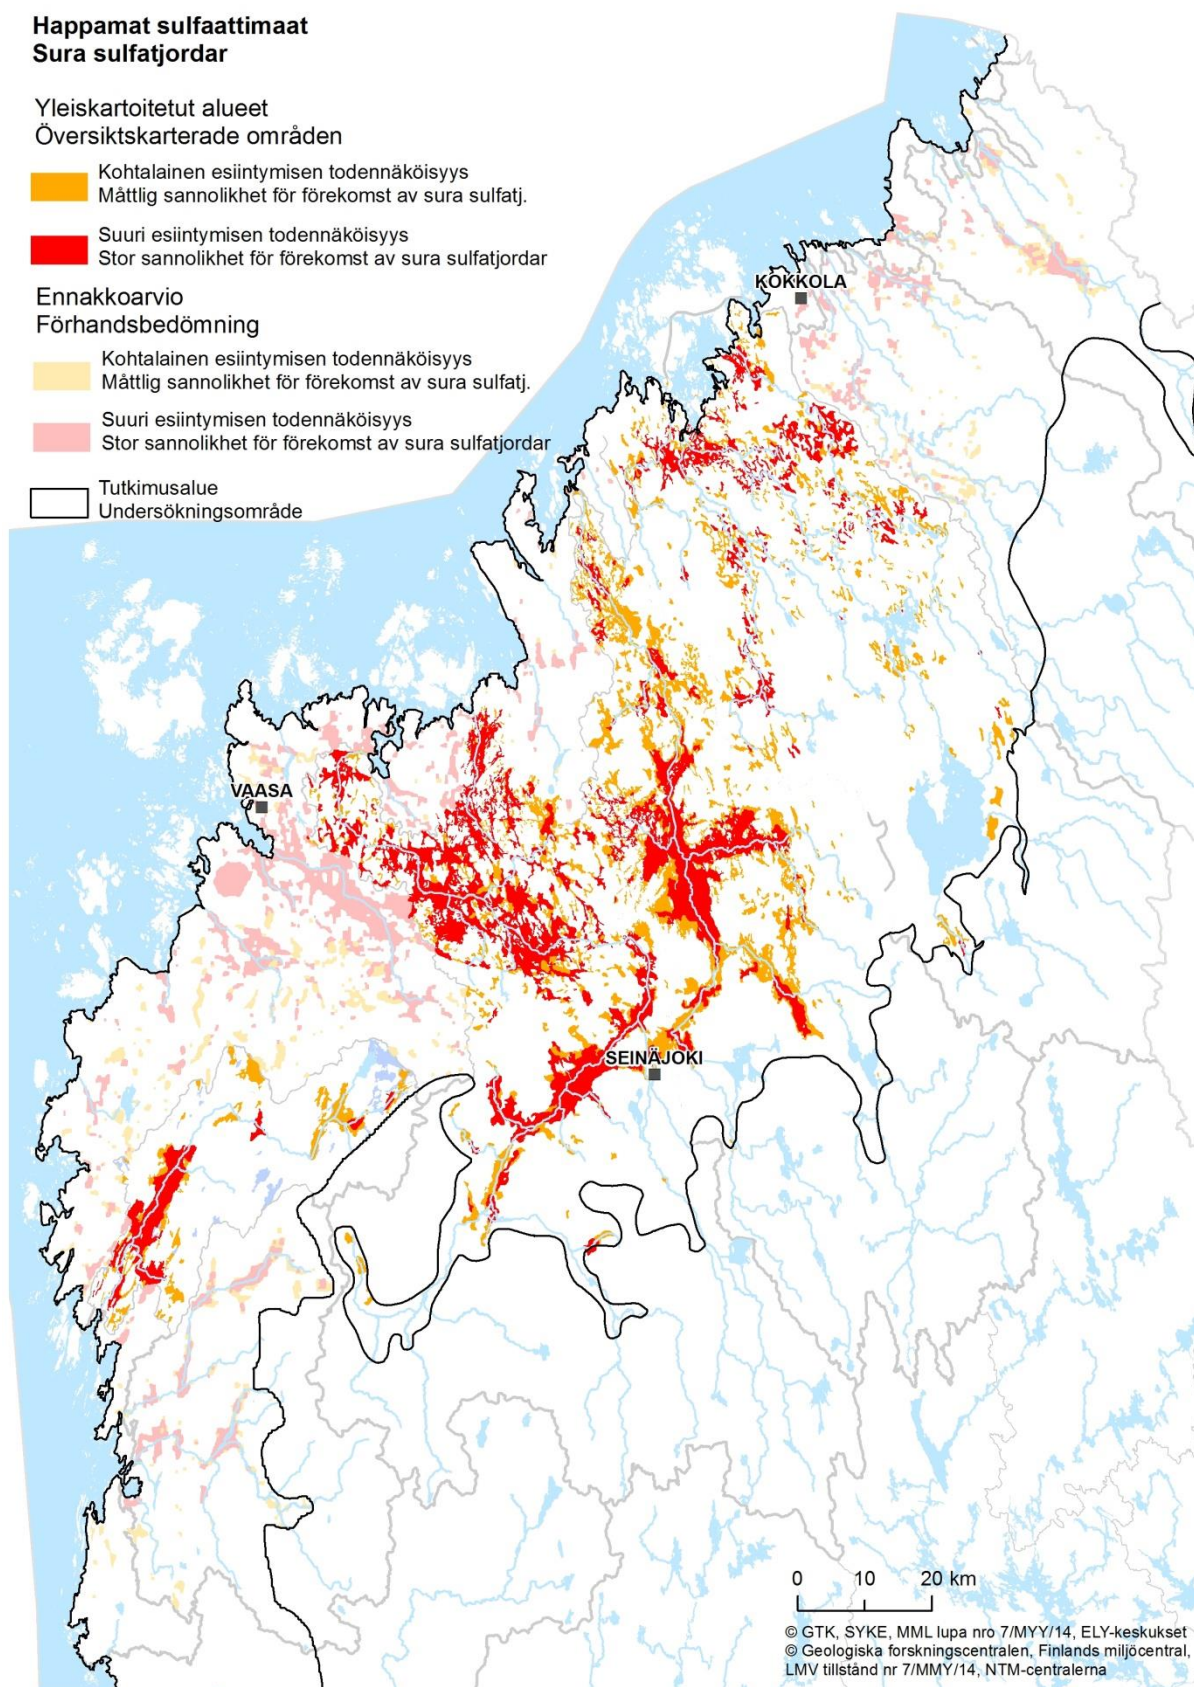 Happamat sulfaattimaat
Sura sulfatjordar
Yleiskartoitetut alueet
Översiktskarterade områden
Kohtalainen esiintymisen todennäköisyys
Måttlig sannolikhet för förekomst av sura sulfatj.
Suuri esiintymisen todennäköisyys
Stor sannolikhet för förekomst av sura sulfatjordar
Ennakkoarvio
Förhandsbedömning
Kohtalainen esiintymisen todennäköisyys
Måttlig sannolikhet för förekomst av sura sulfatj.
Suuri esiintymisen todennäköisyys
Stor sannolikhet för förekomst av sura sulfatjordar
Tutkimusalue
Undersökningsområde
KOKKOLA
VAASA
SEINÄJOKI
0 10 20 km
© GTK, SYKE, MML lupa nro 7/MYY/14, ELY-keskukset
© Geologiska forskningscentralen, Finlands miljöcentral,
LMV tillstånd nr 7/MMY/14, NTM-centralerna